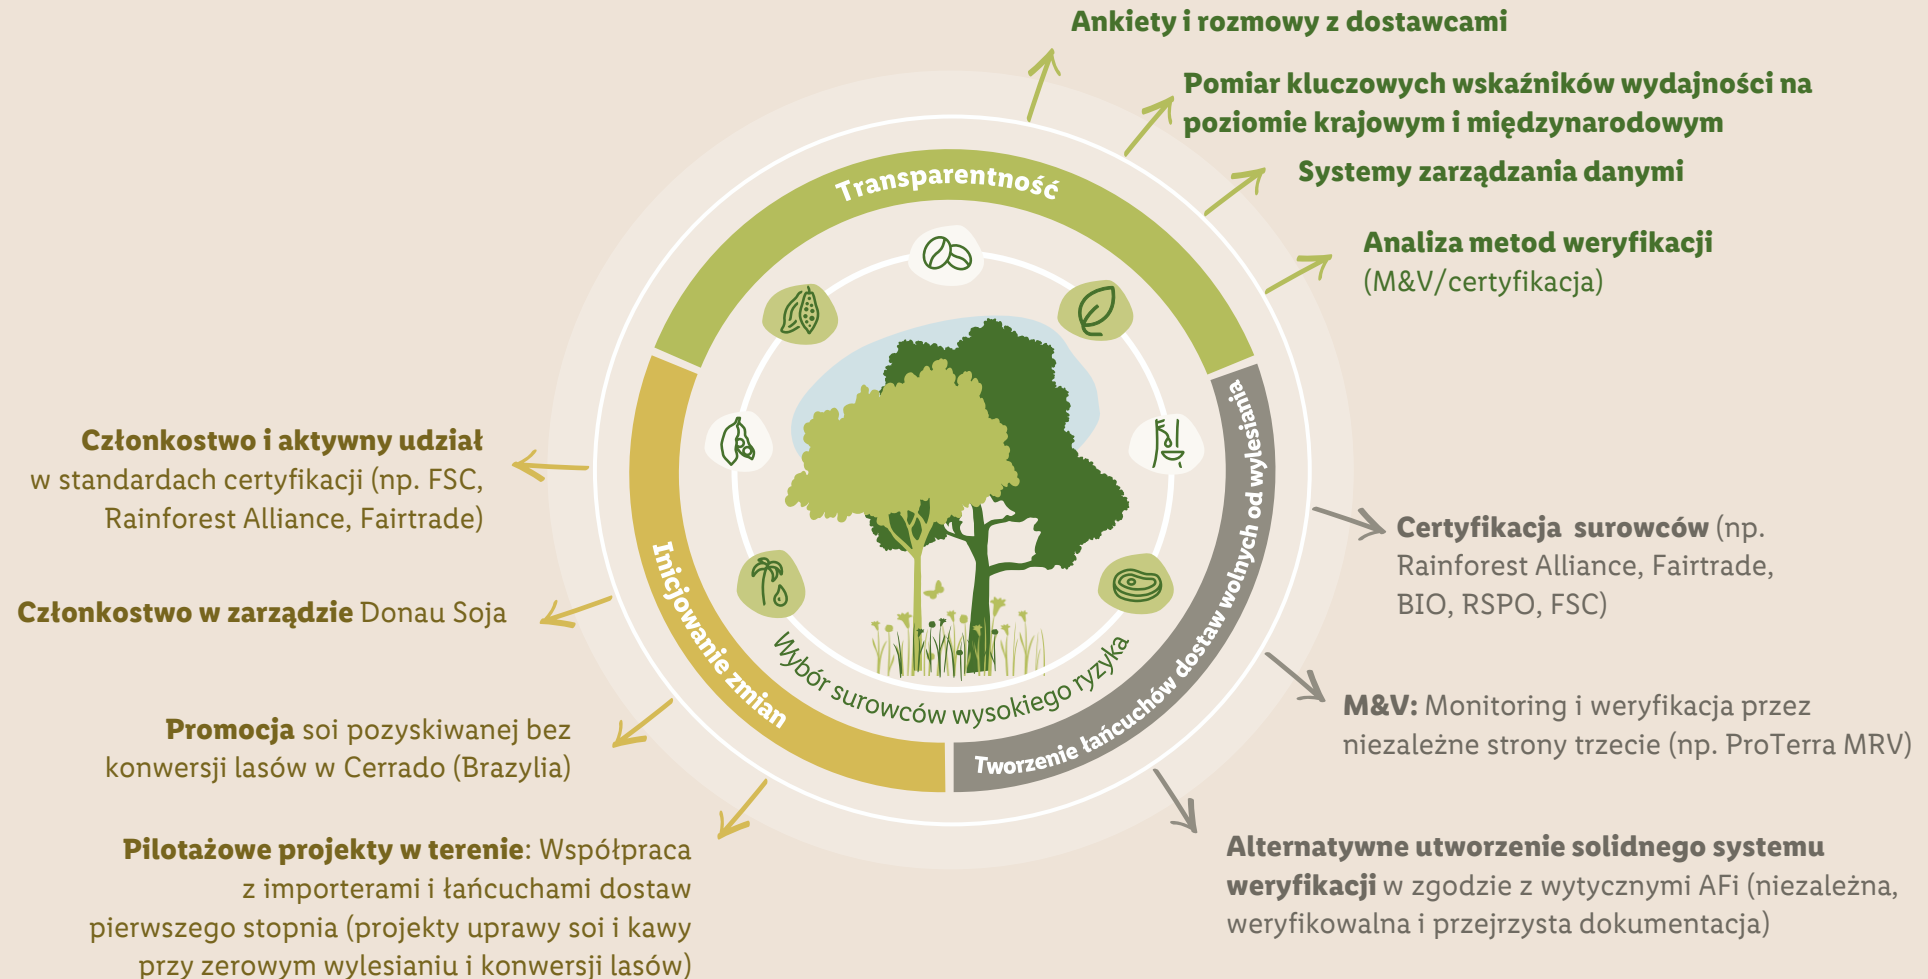 Ankiety i rozmowy z dostawcami
Pomiar kluczowych wskaźników wydajności na
poziomie krajowym i międzynarodowym
Systemy zarządzania danymi
Analiza metod weryfikacji
(M&V/certyfikacja)
Transparentność
Tworzenie łańcuchów dostaw wolnych od wylesiania
Inicjowanie zmian
Wybór surowców wysokiego ryzyka
Certyfikacja surowców (np.
Rainforest Alliance, Fairtrade,
BIO, RSPO, FSC)
M&V: Monitoring i weryfikacja przez
niezależne strony trzecie (np. ProTerra MRV)
Alternatywne utworzenie solidnego systemu
weryfikacji w zgodzie z wytycznymi AFi (niezależna,
weryfikowalna i przejrzysta dokumentacja)
Członkostwo i aktywny udział
w standardach certyfikacji (np. FSC,
Rainforest Alliance, Fairtrade)
Członkostwo w zarządzie Donau Soja
Promocja soi pozyskiwanej bez
konwersji lasów w Cerrado (Brazylia)
Pilotażowe projekty w terenie: Współpraca
z importerami i łańcuchami dostaw
pierwszego stopnia (projekty uprawy soi i kawy
przy zerowym wylesianiu i konwersji lasów)